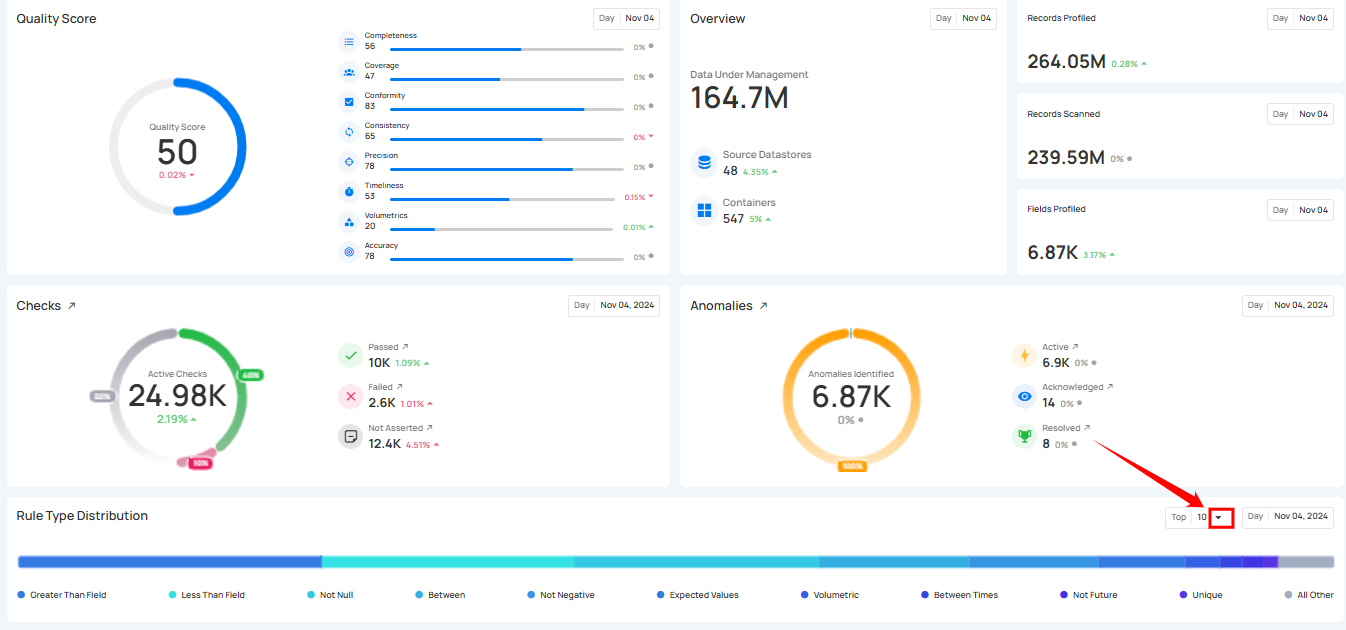 Quality Score
Day Nov 04
Quality Score
50
0.02%
Completeness
56
0%
Coverage
47
0%
Conformity
83
0%
Consistency
65
0%
Precision
78
0%
Timeliness
53
0.15%
Volumetrics
20
0.01%
Accuracy
78
0%
Overview
Day Nov 04
Data Under Management
164.7M
Source Datastores
48 4.35%
Containers
547 5%
Records Profiled
Day Nov 04
264.05M 0.28%
Records Scanned
Day Nov 04
239.59M 0%
Fields Profiled
Day Nov 04
6.87K 3.17%
Checks
Day Nov 04, 2024
Active Checks
24.98K
2.19%
40%
50%
10%
Passed
10K 1.09%
Failed
2.6K 1.01%
Not Asserted
12.4K 4.51%
Anomalies
Day Nov 04, 2024
Anomalies Identified
6.87K
0%
100%
Active
6.9K 0%
Acknowledged
14 0%
Resolved
8 0%
Rule Type Distribution
Top 10
Day Nov 04, 2024
Greater Than Field
Less Than Field
Not Null
Between
Not Negative
Expected Values
Volumetric
Between Times
Not Future
Unique
All Other